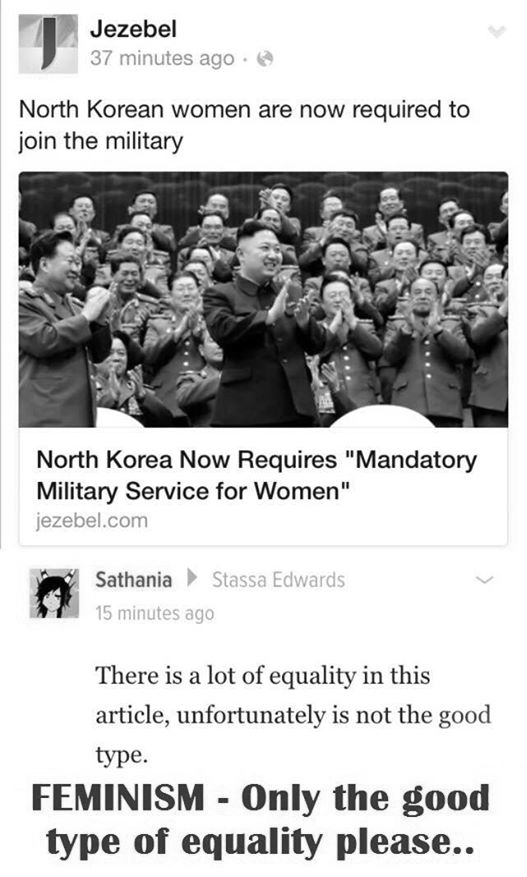 Jezebel
37 minutes ago ·
North Korean women are now required to
join the military
North Korea Now Requires "Mandatory
Military Service for Women"
jezebel.com
Sathania Stassa Edwards
15 minutes ago
There is a lot of equality in this
article, unfortunately is not the good
type.
FEMINISM - Only the good
type of equality please..